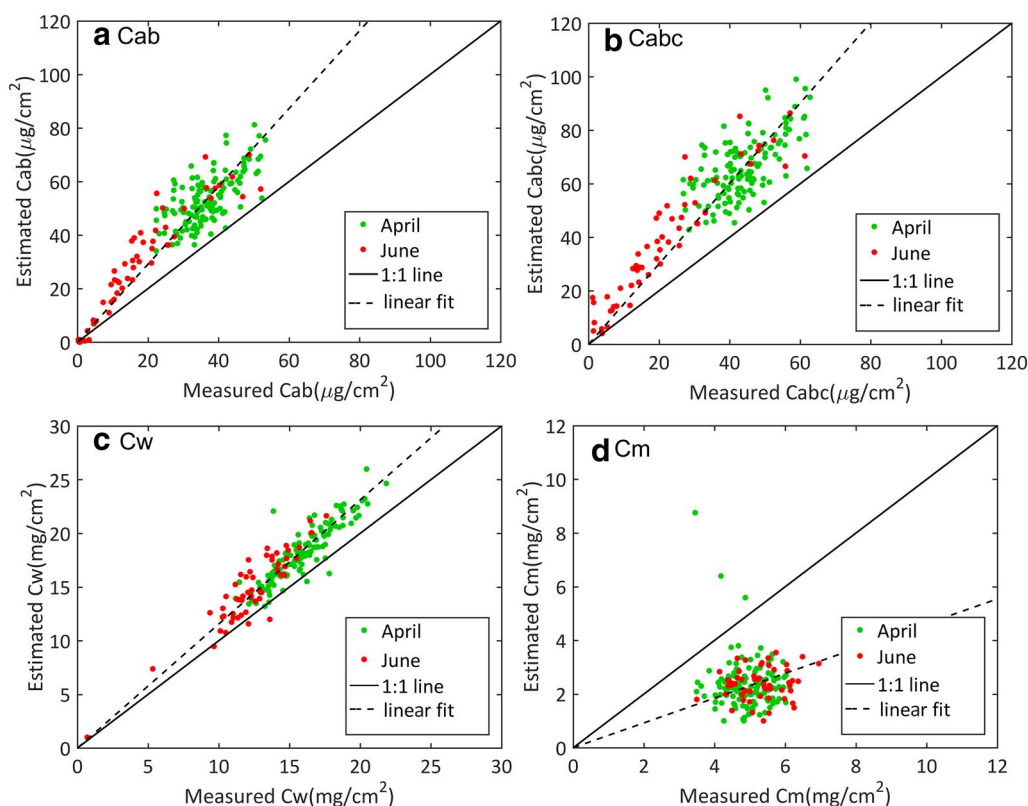 a Cab
Estimated Cab(μg/cm²)
120
100
80
60
40
20
0
April
June
1:1 line
linear fit
0 20 40 60 80 100 120
Measured Cab(μg/cm²)
b Cabc
Estimated Cabc(μg/cm²)
120
100
80
60
40
20
0
April
June
1:1 line
linear fit
0 20 40 60 80 100 120
Measured Cabc(μg/cm²)
c Cw
Estimated Cw(mg/cm²)
30
25
20
15
10
5
0
April
June
1:1 line
linear fit
0 5 10 15 20 25 30
Measured Cw(mg/cm²)
d Cm
Estimated Cm(mg/cm²)
12
10
8
6
4
2
0
April
June
1:1 line
linear fit
0 2 4 6 8 10 12
Measured Cm(mg/cm²)